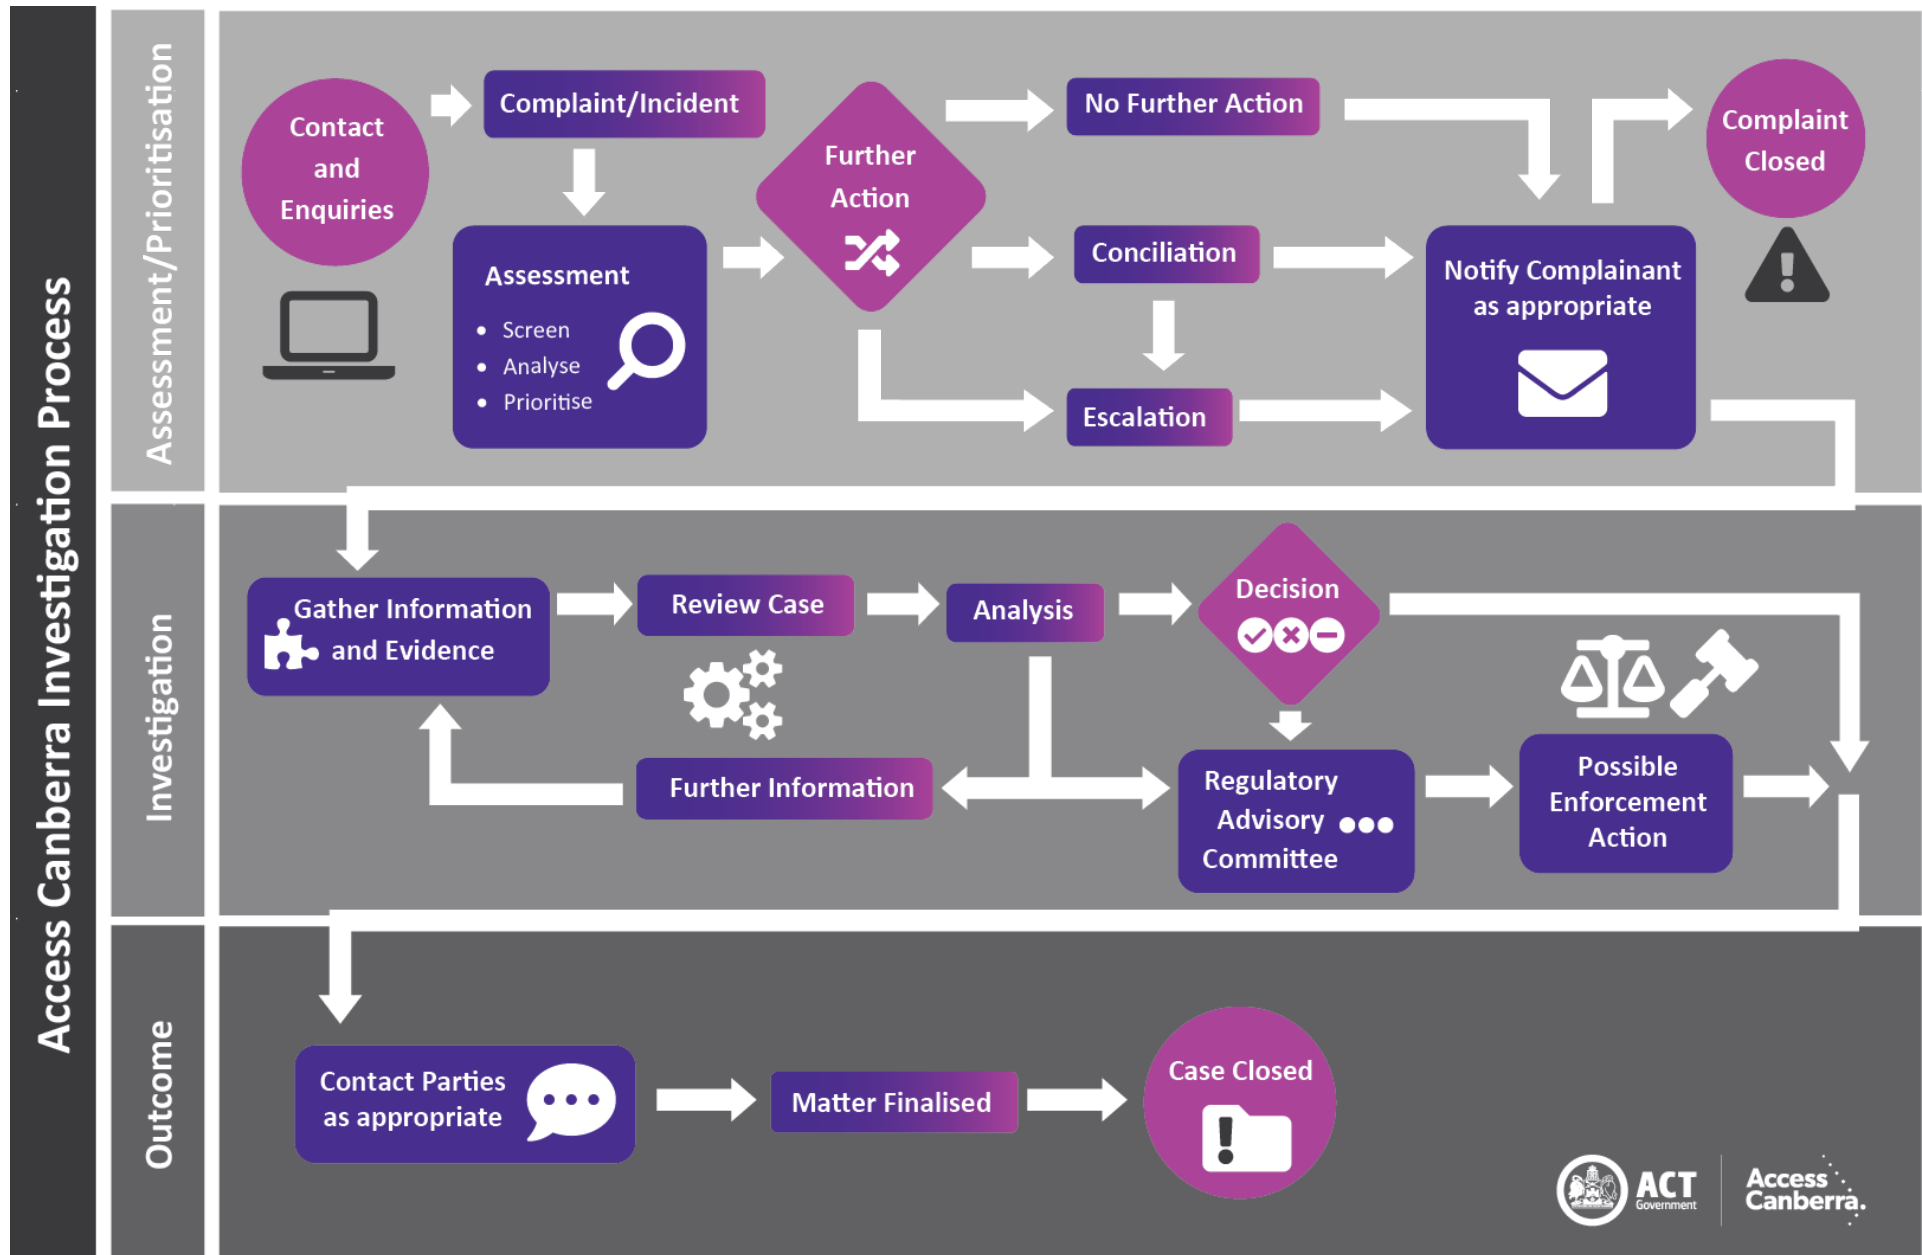 Access Canberra Investigation Process
Assessment/Prioritisation
Contact
and
Enquiries
Complaint/Incident
Assessment
• Screen
• Analyse
• Prioritise
Further
Action
No Further Action
Conciliation
Escalation
Notify Complainant
as appropriate
Complaint
Closed
Investigation
Gather Information
and Evidence
Review Case
Analysis
Decision
Further Information
Regulatory
Advisory
Committee
Possible
Enforcement
Action
Outcome
Contact Parties
as appropriate
Matter Finalised
Case Closed
ACT
Government
Access
Canberra.